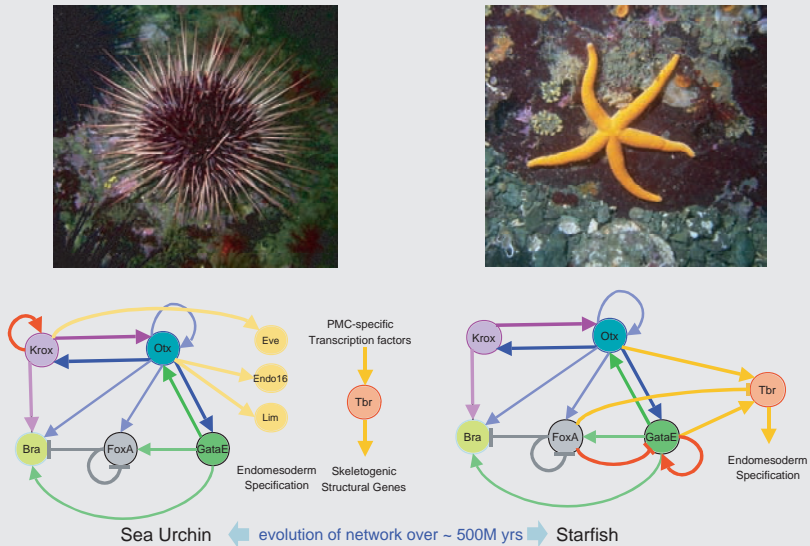 Krox
Otx
Eve
Endo16
Lim
Bra
FoxA
GataE
Endomesoderm
Specification
PMC-specific
Transcription factors
Tbr
Skeletogic
Structural Genes
Krox
Otx
Tbr
Bra
FoxA
GataE
Endomesoderm
Specification
Sea Urchin
evolution of network over ~ 500M yrs
Starfish